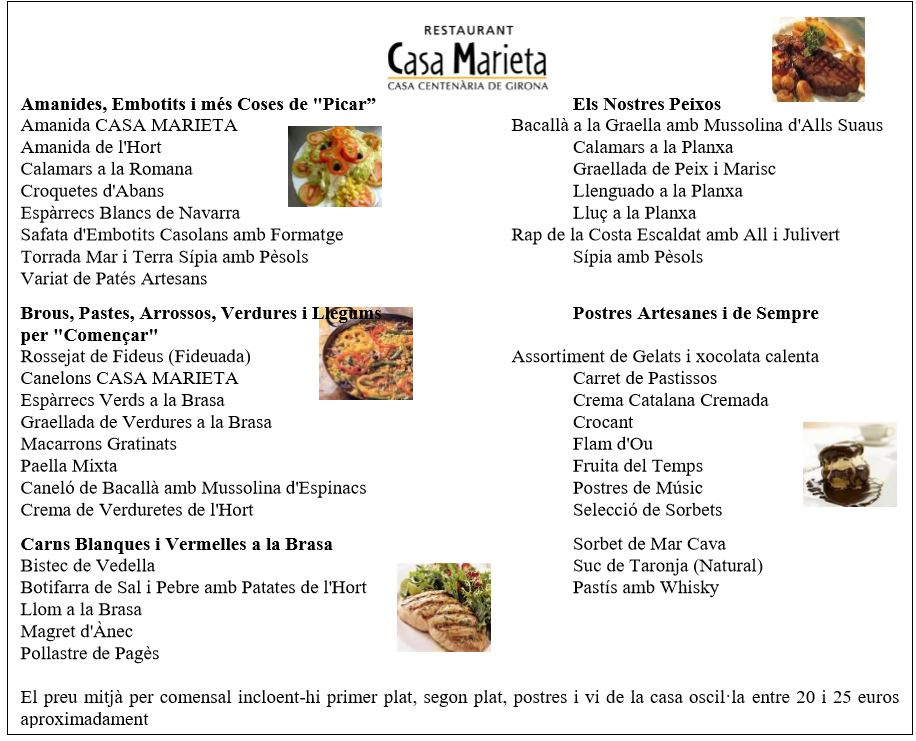 RESTAURANT
Casa Marieta
CASA CENTENÀRIA DE GIRONA
Amanides, Embotits i més Coses de "Picar”
Amanida CASA MARIETA
Amanida de l'Hort
Calamars a la Romana
Croquetes d'Abans
Espàrrecs Blancs de Navarra
Safata d'Embotits Casolans amb Formatge
Torrada Mar i Terra Sípia amb Pèsols
Variat de Patés Artesans
Els Nostres Peixos
Bacallà a la Graella amb Mussolina d'Alls Suaus
Calamars a la Planxa
Graellada de Peix i Marisc
Llenguado a la Planxa
Lluç a la Planxa
Rap de la Costa Escaldat amb All i Julivert
Sípia amb Pèsols
Brous, Pastes, Arrossos, Verdures i Llegums
per "Començar"
Rossejat de Fideus (Fideuada)
Canelons CASA MARIETA
Espàrrecs Verds a la Brasa
Graellada de Verdures a la Brasa
Macarrons Gratinats
Paella Mixta
Caneló de Bacallà amb Mussolina d'Espinacs
Crema de Verduretes de l'Hort
Postres Artesanes i de Sempre
Assortiment de Gelats i xocolata calenta
Carret de Pastissos
Crema Catalana Cremada
Crocant
Flam d'Ou
Fruita del Temps
Postres de Músic
Selecció de Sorbets
Sorbet de Mar Cava
Suc de Taronja (Natural)
Pastís amb Whisky
Carns Blanques i Vermelles a la Brasa
Bistec de Vedella
Botifarra de Sal i Pebre amb Patates de l'Hort
Llom a la Brasa
Magret d'Ànec
Pollastre de Pagès
El preu mitjà per comensal incloent-hi primer plat, segon plat, postres i vi de la casa oscil·la entre 20 i 25 euros
aproximadament